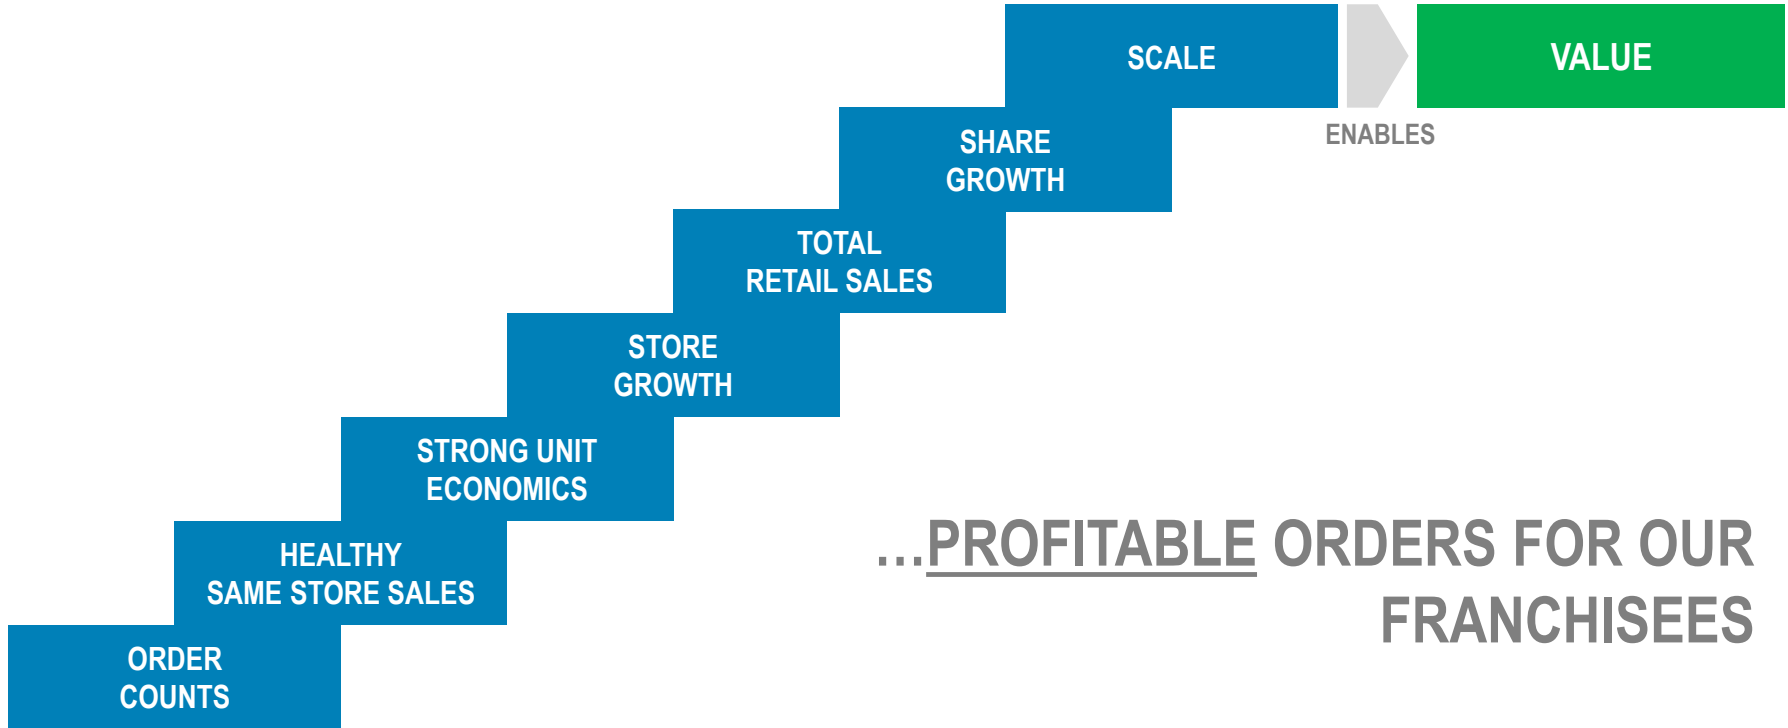 SCALE
VALUE
ENABLES
SHARE
GROWTH
TOTAL
RETAIL SALES
STORE
GROWTH
STRONG UNIT
ECONOMICS
HEALTHY
SAME STORE SALES
ORDER
COUNTS
…PROFITABLE ORDERS FOR OUR
FRANCHISEES